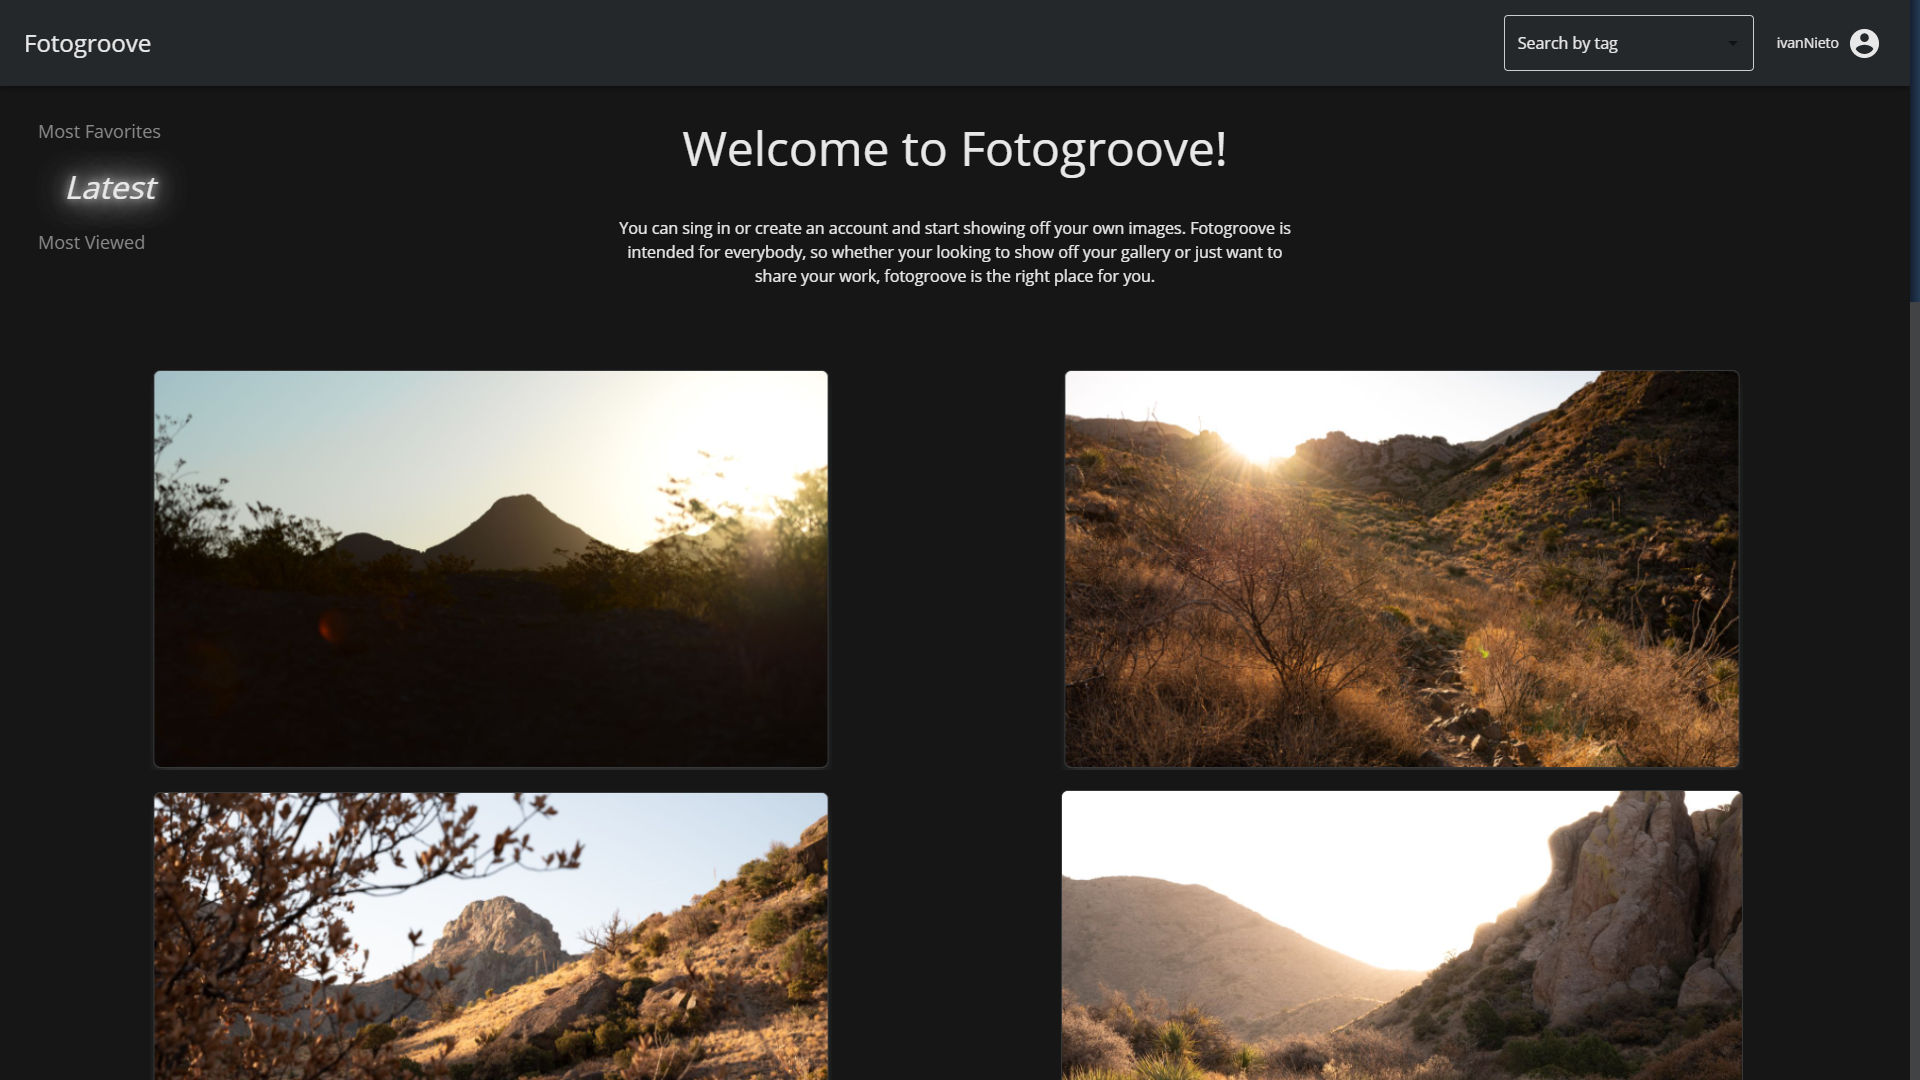 Fotogroove
Search by tag
ivanNieto
Most Favorites
Latest
Most Viewed
Welcome to Fotogroove!
You can sing in or create an account and start showing off your own images. Fotogroove is
intended for everybody, so whether your looking to show off your gallery or just want to
share your work, fotogroove is the right place for you.